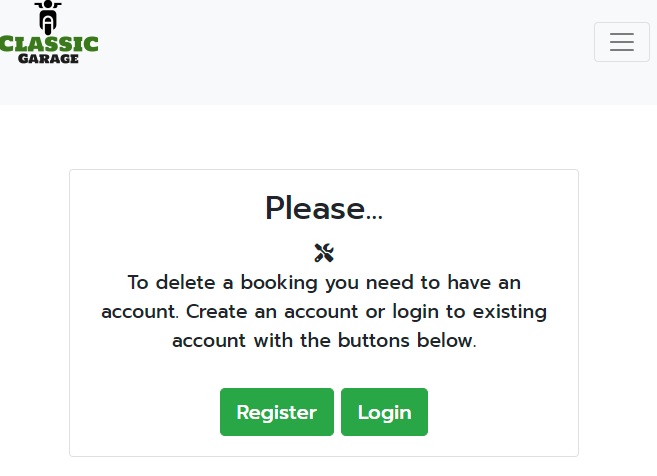 CLASSIC
GARAGE
Please...
To delete a booking you need to have an
account. Create an account or login to existing
account with the buttons below.
Register Login